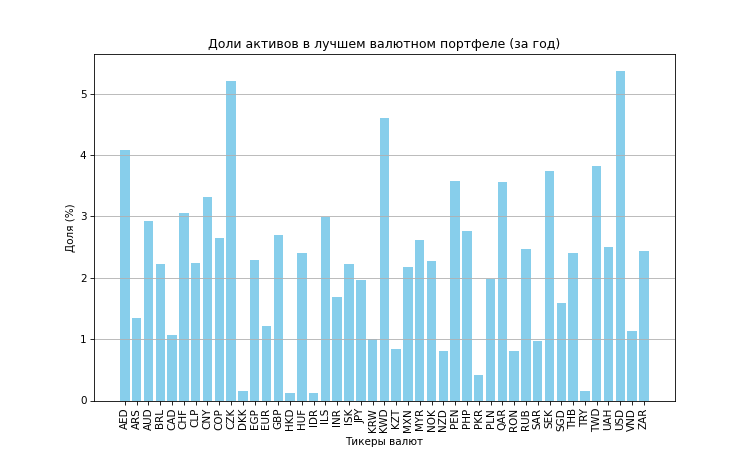 Доли активов в лучшем валютном портфеле (за год)
Доля (%)
5
4
3
2
1
0
AED ARS AUD BRL CAD CHF CLP CNY COP CZK DKK EGP EUR GBP HKD HUF IDR ILS INR ISK JPY KRW KWD KZT MXN MYR NOK NZD PEN PHP PKR PLN QAR RON RUB SAR SEK SGD THB TRY TWD UAH USD VND ZAR
Тикеры валют